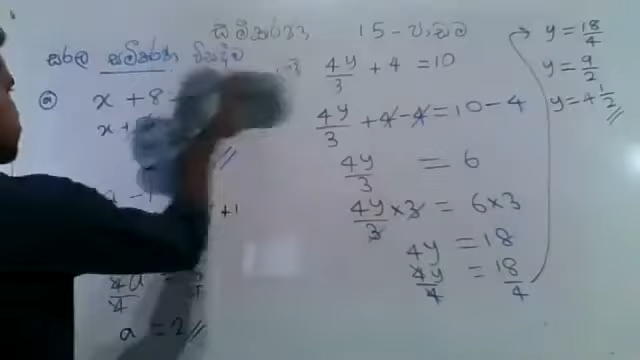 සමීකරණ 15 - පාඩම
සරල සමීකරණ විසඳීම
x + 8
x +
a - 1
+ 1
a = 2
4y/3 + 4 = 10
4y/3 + 4 - 4 = 10 - 4
4y/3 = 6
4y/3 × 3 = 6 × 3
4y = 18
4y/4 = 18/4
y = 18/4
y = 9/2
y = 4 1/2